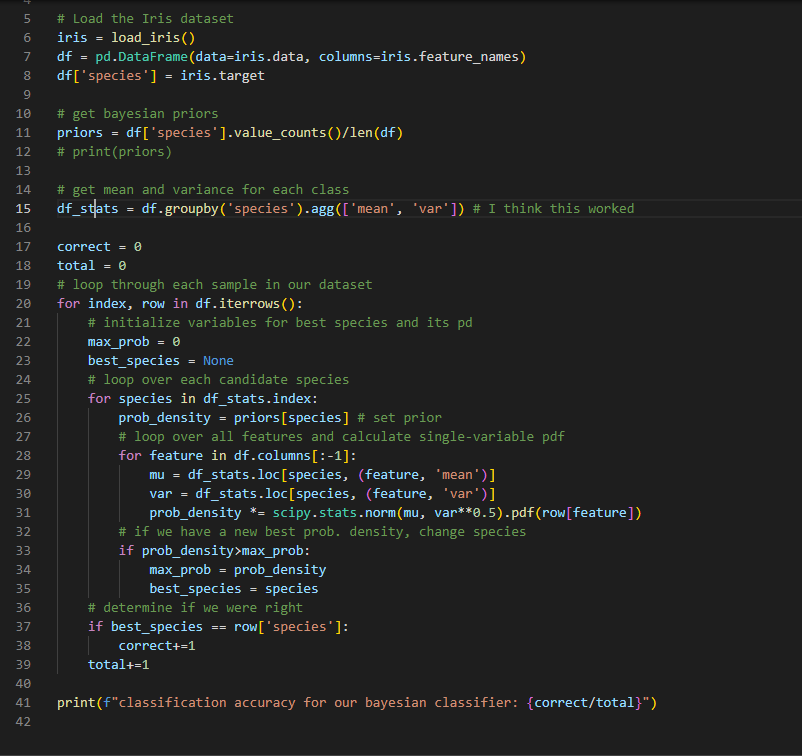 5 # Load the Iris dataset
6 iris = load_iris()
7 df = pd.DataFrame(data=iris.data, columns=iris.feature_names)
8 df['species'] = iris.target
9
10 # get bayesian priors
11 priors = df['species'].value_counts()/len(df)
12 # print(priors)
13
14 # get mean and variance for each class
15 df_stats = df.groupby('species').agg(['mean', 'var']) # I think this worked
16
17 correct = 0
18 total = 0
19 # loop through each sample in our dataset
20 for index, row in df.iterrows():
21     # initialize variables for best species and its pd
22     max_prob = 0
23     best_species = None
24     # loop over each candidate species
25     for species in df_stats.index:
26         prob_density = priors[species] # set prior
27         # loop over all features and calculate single-variable pdf
28         for feature in df.columns[:-1]:
29             mu = df_stats.loc[species, (feature, 'mean')]
30             var = df_stats.loc[species, (feature, 'var')]
31             prob_density *= scipy.stats.norm(mu, var**0.5).pdf(row[feature])
32         # if we have a new best prob. density, change species
33         if prob_density>max_prob:
34             max_prob = prob_density
35             best_species = species
36     # determine if we were right
37     if best_species == row['species']:
38         correct+=1
39     total+=1
40
41 print(f"classification accuracy for our bayesian classifier: {correct/total}")
42